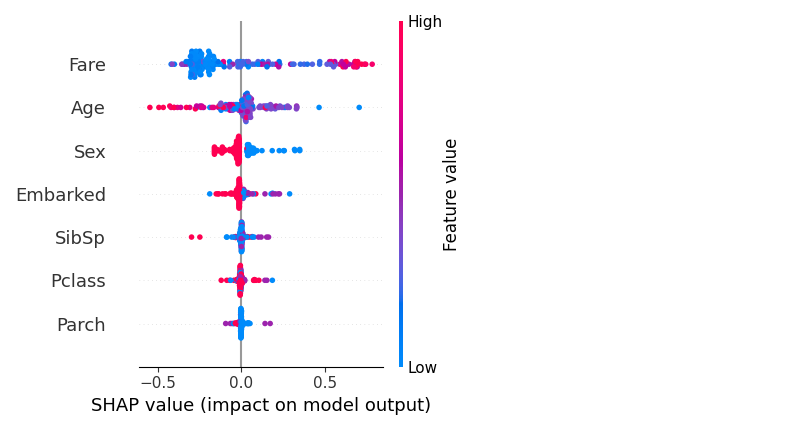 High
Fare
Age
Sex
Embarked
SibSp
Pclass
Parch
Feature value
Low
−0.5 0.0 0.5
SHAP value (impact on model output)